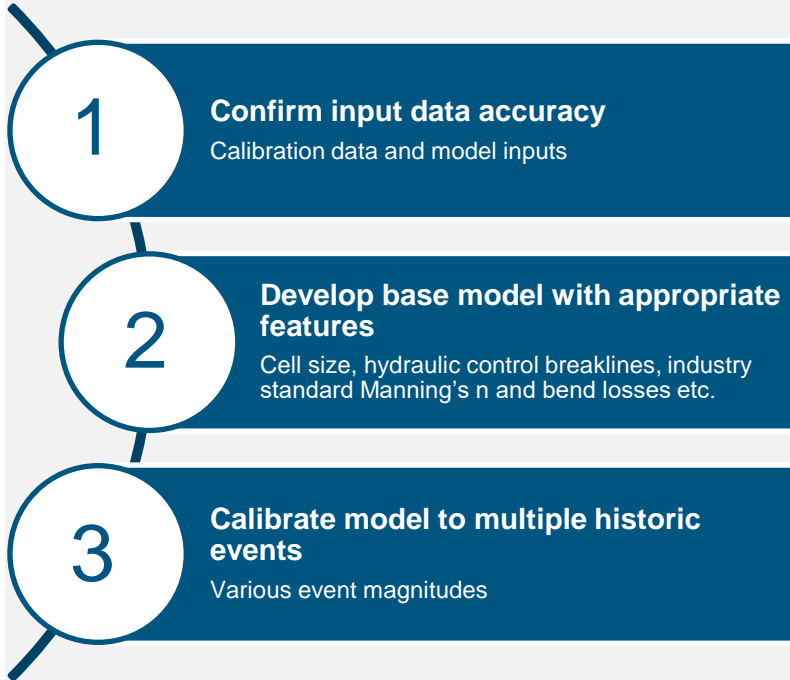 1
Confirm input data accuracy
Calibration data and model inputs
2
Develop base model with appropriate
features
Cell size, hydraulic control breaklines, industry
standard Manning's n and bend losses etc.
3
Calibrate model to multiple historic
events
Various event magnitudes